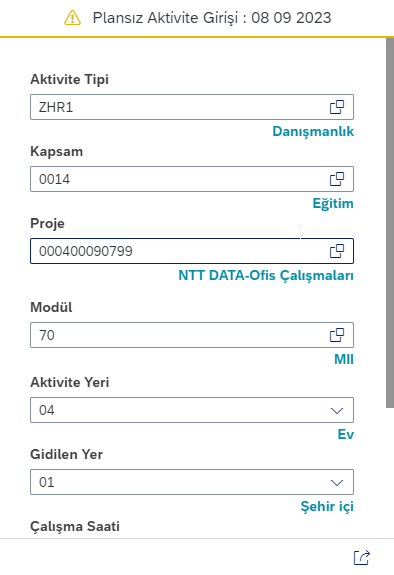 Plansız Aktivite Girişi : 08 09 2023
Aktivite Tipi
ZHR1
Danışmanlık
Kapsam
0014
Eğitim
Proje
000400090799
NTT DATA-Ofis Çalışmaları
Modül
70
MII
Aktivite Yeri
04
Ev
Gidilen Yer
01
Şehir içi
Çalışma Saati